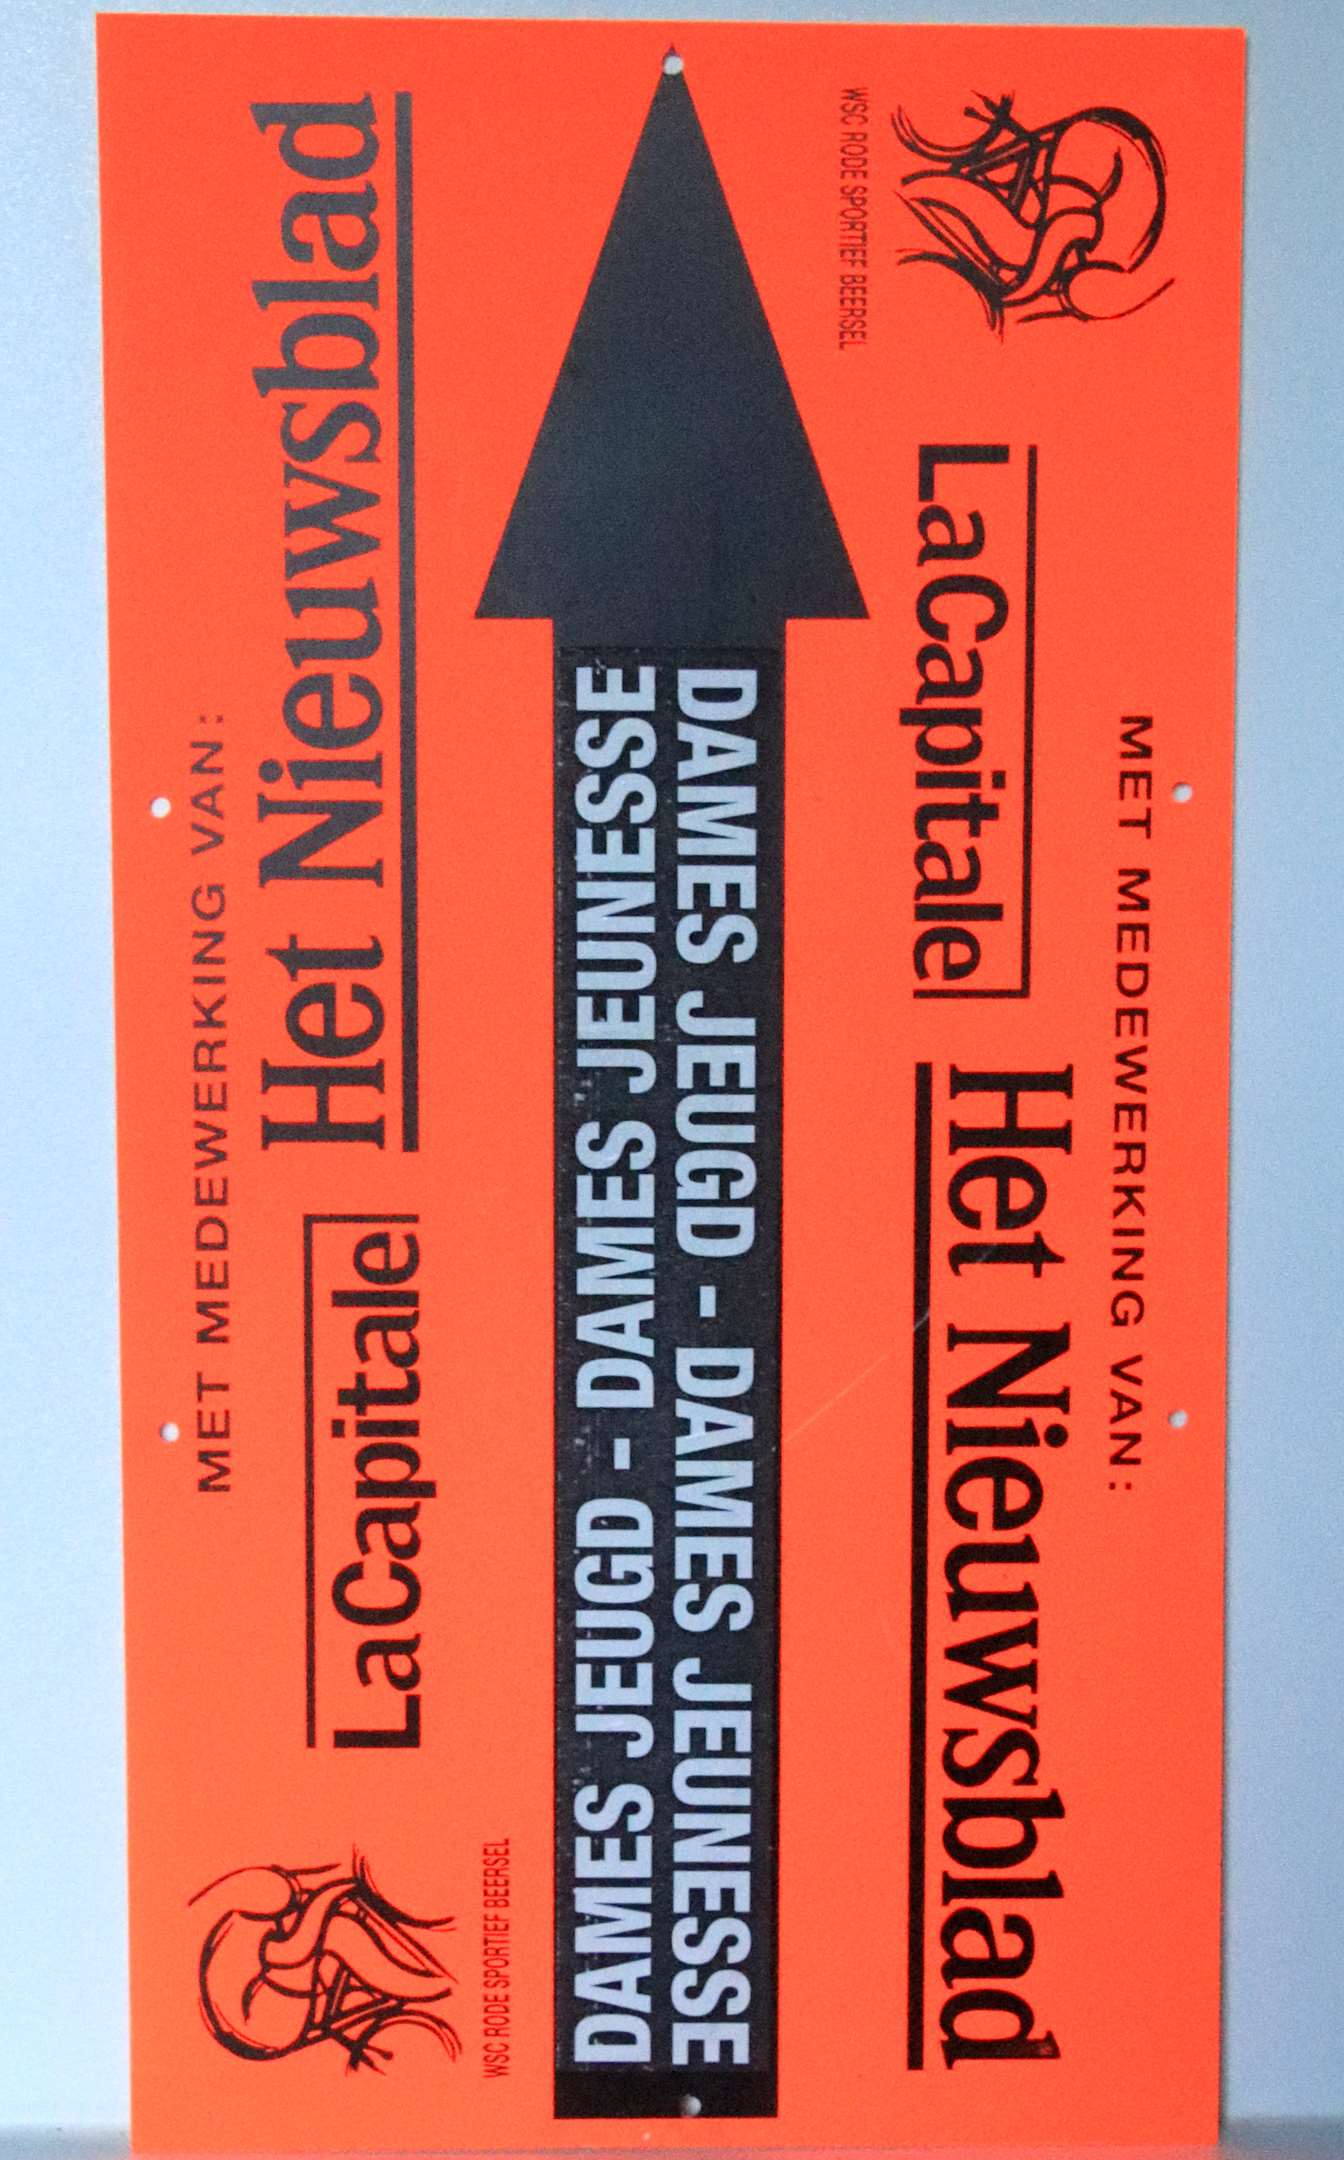 MET MEDEWERKING VAN :
Het Nieuwsblad
LaCapitale
WSC RODE SPORTIEF BEERSEL
DAMES JEUGD - DAMES JEUNESSE
DAMES JEUGD - DAMES JEUNESSE
WSC RODE SPORTIEF BEERSEL
LaCapitale
Het Nieuwsblad
MET MEDEWERKING VAN :